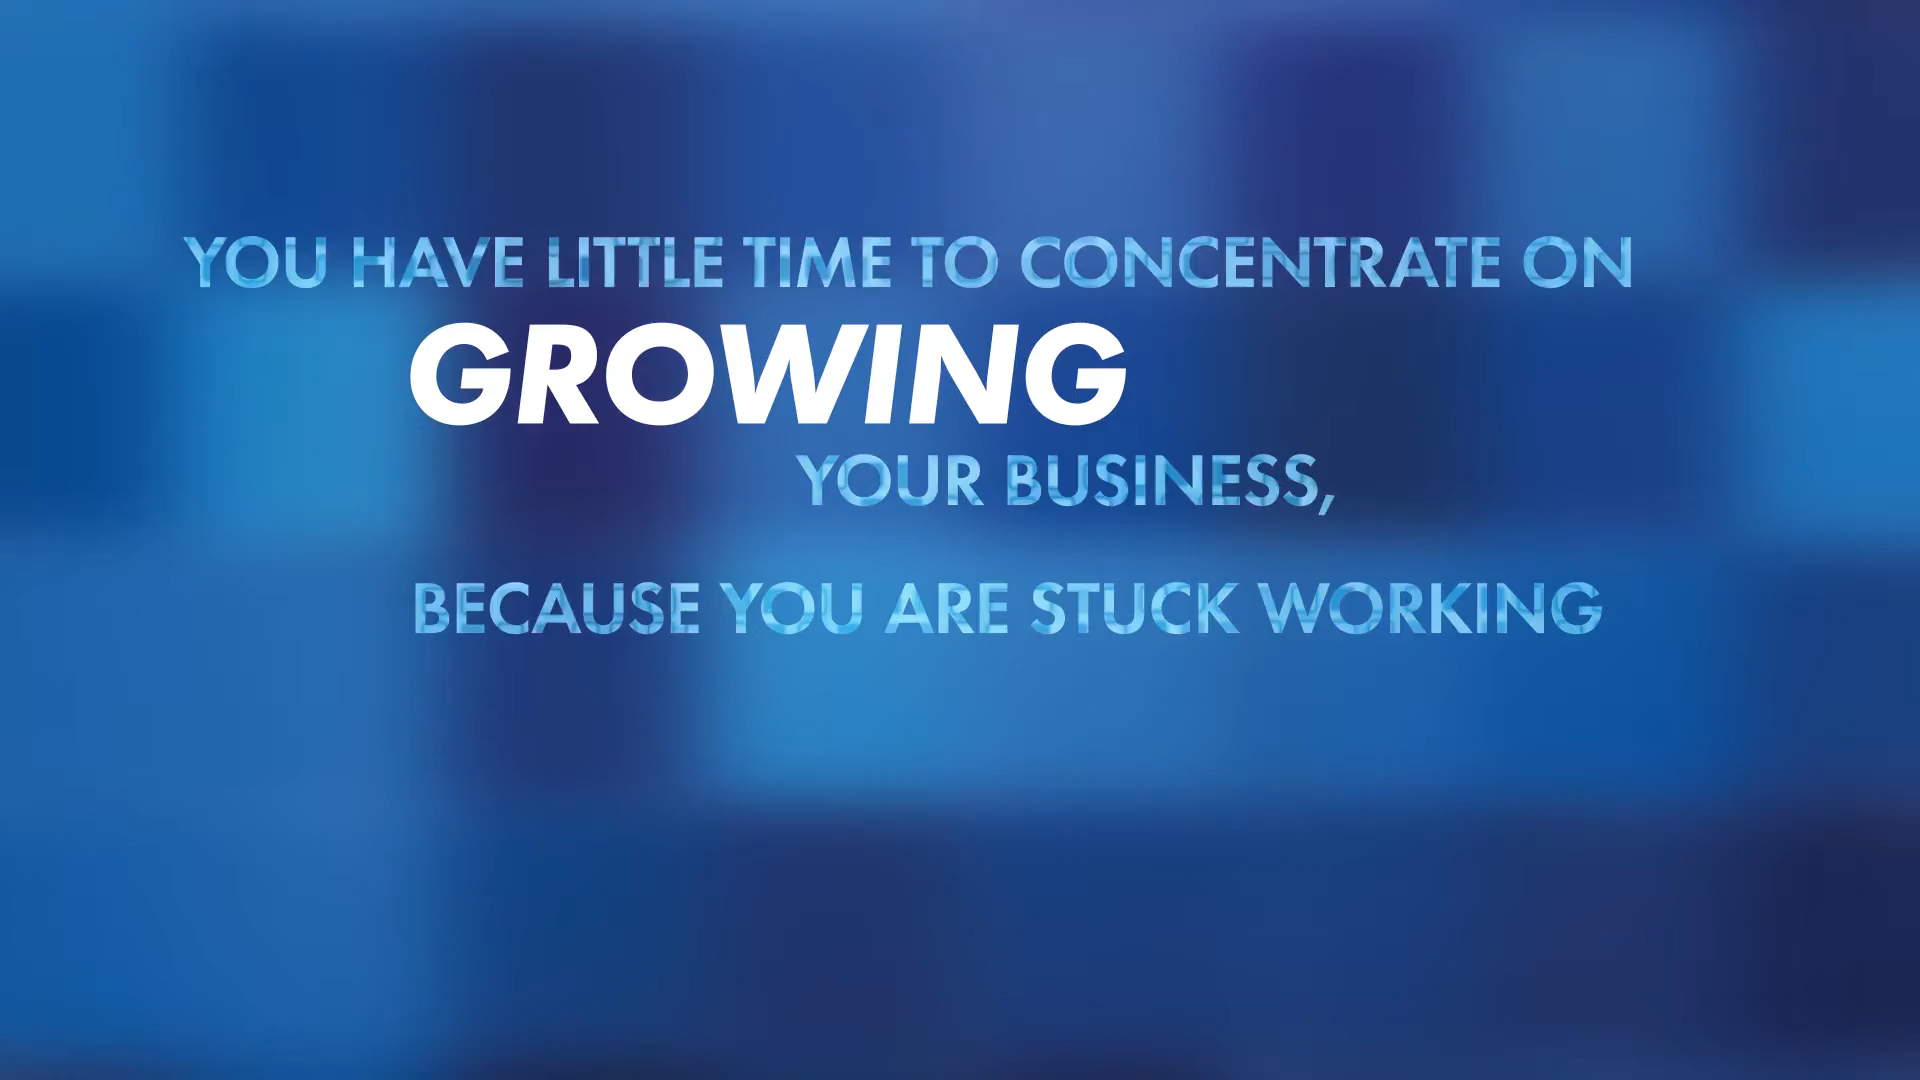 YOU HAVE LITTLE TIME TO CONCENTRATE ON
GROWING
YOUR BUSINESS,
BECAUSE YOU ARE STUCK WORKING